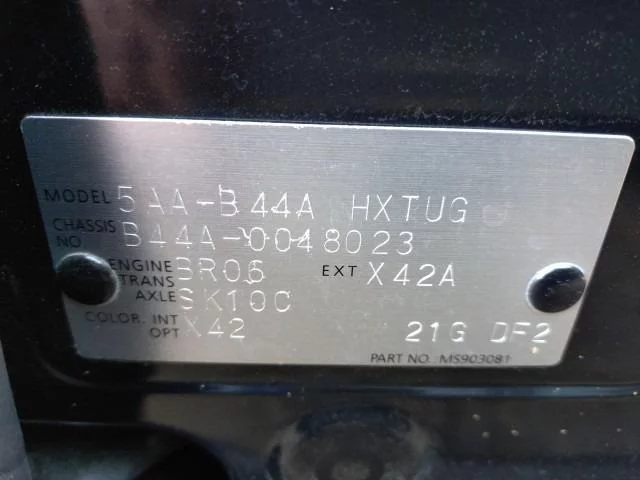 MODEL 5AA-B44A HXTUG
CHASSIS NO B44A-0048023
ENGINE BR06 EXT X42A
TRANS AXLE SK10C
COLOR. INT OPT X42 21G DF2
PART NO.: MS903081